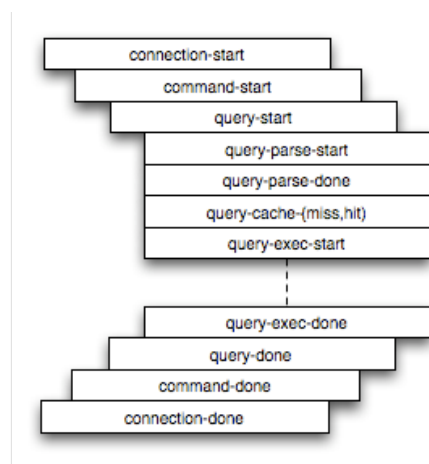 connection-start
command-start
query-start
query-parse-start
query-parse-done
query-cache-(miss,hit)
query-exec-start
query-exec-done
query-done
command-done
connection-done